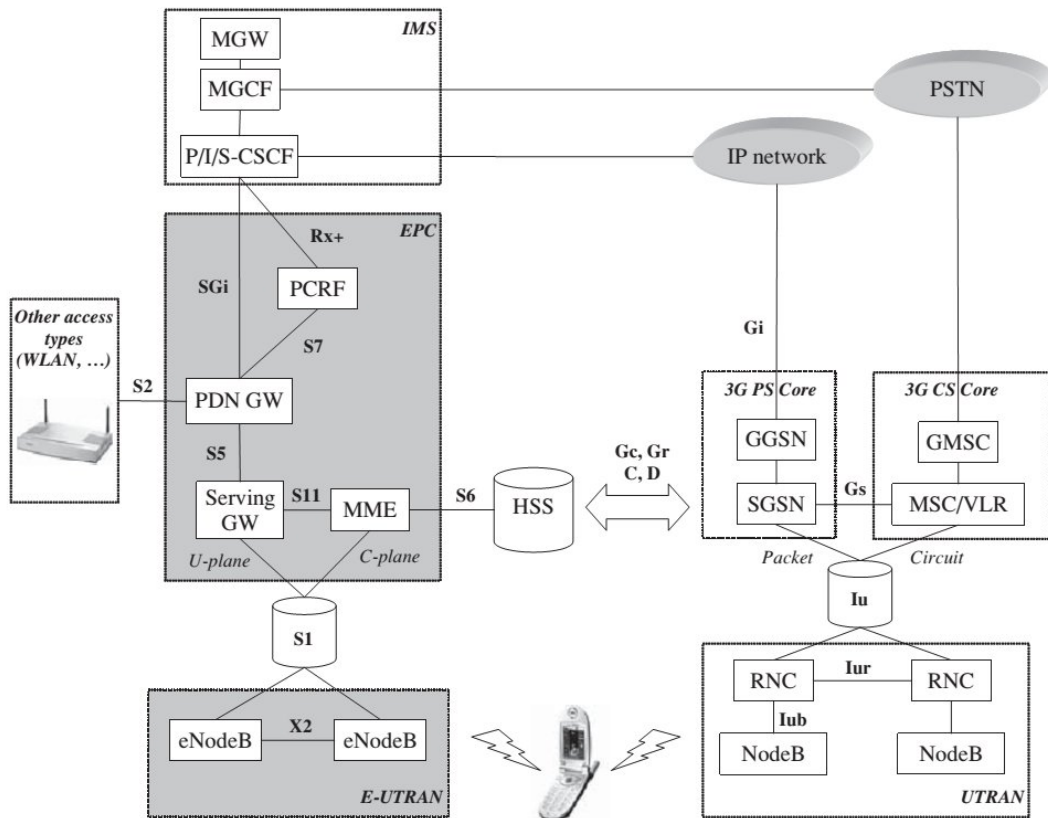 IMS
MGW
MGCF
P/I/S-CSCF
PSTN
IP network
EPC
Rx+
SGi
PCRF
S7
Other access
types
(WLAN, …)
S2
PDN GW
S5
Serving
GW
S11
MME
S6
HSS
U-plane
C-plane
Gc, Gr
C, D
Gi
3G PS Core
3G CS Core
GGSN
GMSC
SGSN
Gs
MSC/VLR
Packet
Circuit
S1
Iu
eNodeB
X2
eNodeB
E-UTRAN
RNC
Iur
RNC
Iub
NodeB
NodeB
UTRAN